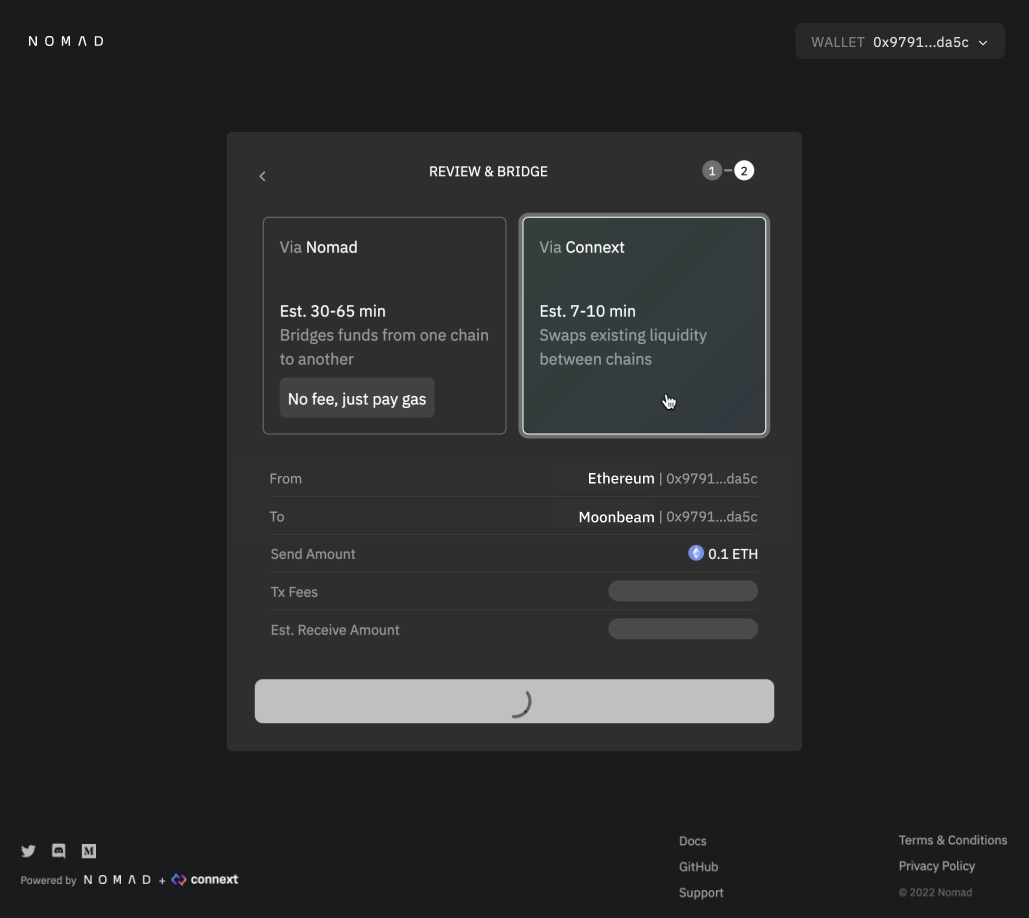 NOMAD
WALLET 0x9791...da5c
REVIEW & BRIDGE
1
2
Via Nomad
Est. 30-65 min
Bridges funds from one chain
to another
No fee, just pay gas
Via Connext
Est. 7-10 min
Swaps existing liquidity
between chains
From
Ethereum | 0x9791...da5c
To
Moonbeam | 0x9791...da5c
Send Amount
0.1 ETH
Tx Fees
Est. Receive Amount
M
Powered by NOMAD + connext
Docs
GitHub
Support
Terms & Conditions
Privacy Policy
© 2022 Nomad